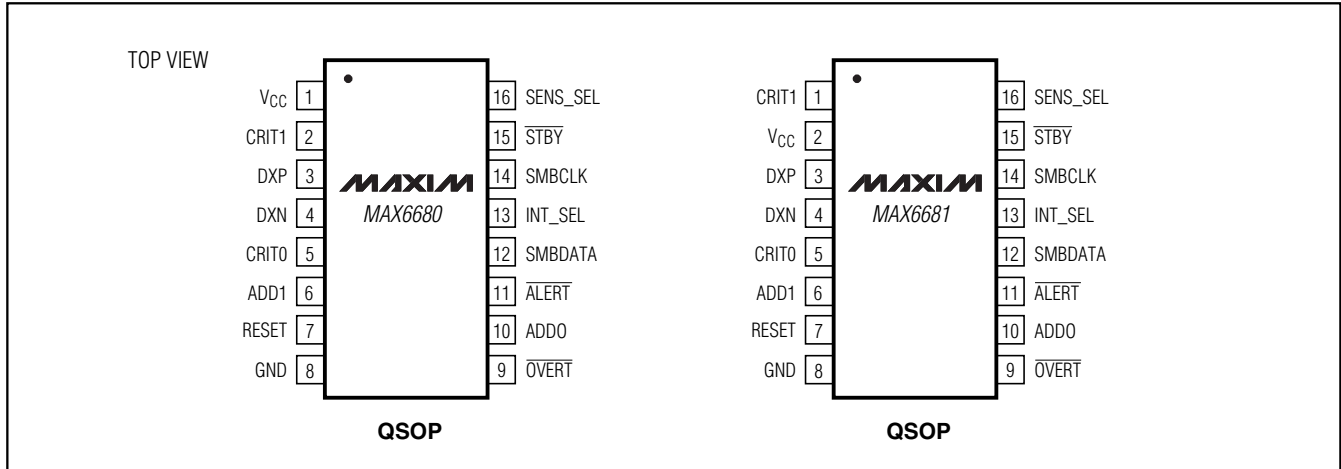 TOP VIEW
VCC 1
CRIT1 2
DXP 3
DXN 4
CRIT0 5
ADD1 6
RESET 7
GND 8
MAXIM
MAX6680
16 SENS_SEL
15 STBY
14 SMBCLK
13 INT_SEL
12 SMBDATA
11 ALERT
10 ADD0
9 OVERT
QSOP
CRIT1 1
VCC 2
DXP 3
DXN 4
CRIT0 5
ADD1 6
RESET 7
GND 8
MAXIM
MAX6681
16 SENS_SEL
15 STBY
14 SMBCLK
13 INT_SEL
12 SMBDATA
11 ALERT
10 ADD0
9 OVERT
QSOP